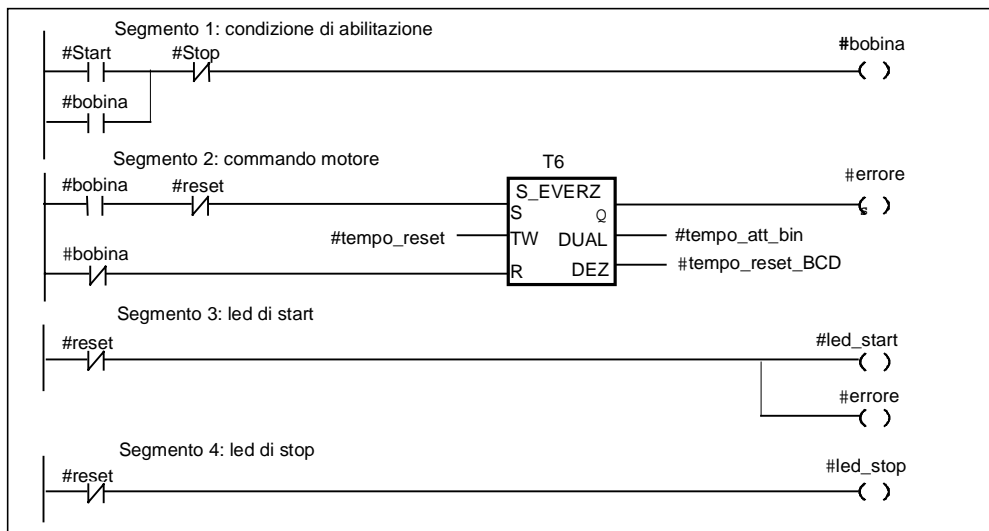 Segmento 1: condizione di abilitazione
#Start #Stop #bobina
#bobina
Segmento 2: commando motore
T6
#bobina #reset #errore
S_EVERZ
S Q
s
#tempo_reset TW DUAL #tempo_att_bin
#bobina
R DEZ #tempo_reset_BCD
Segmento 3: led di start
#reset #led_start
#errore
Segmento 4: led di stop
#reset #led_stop